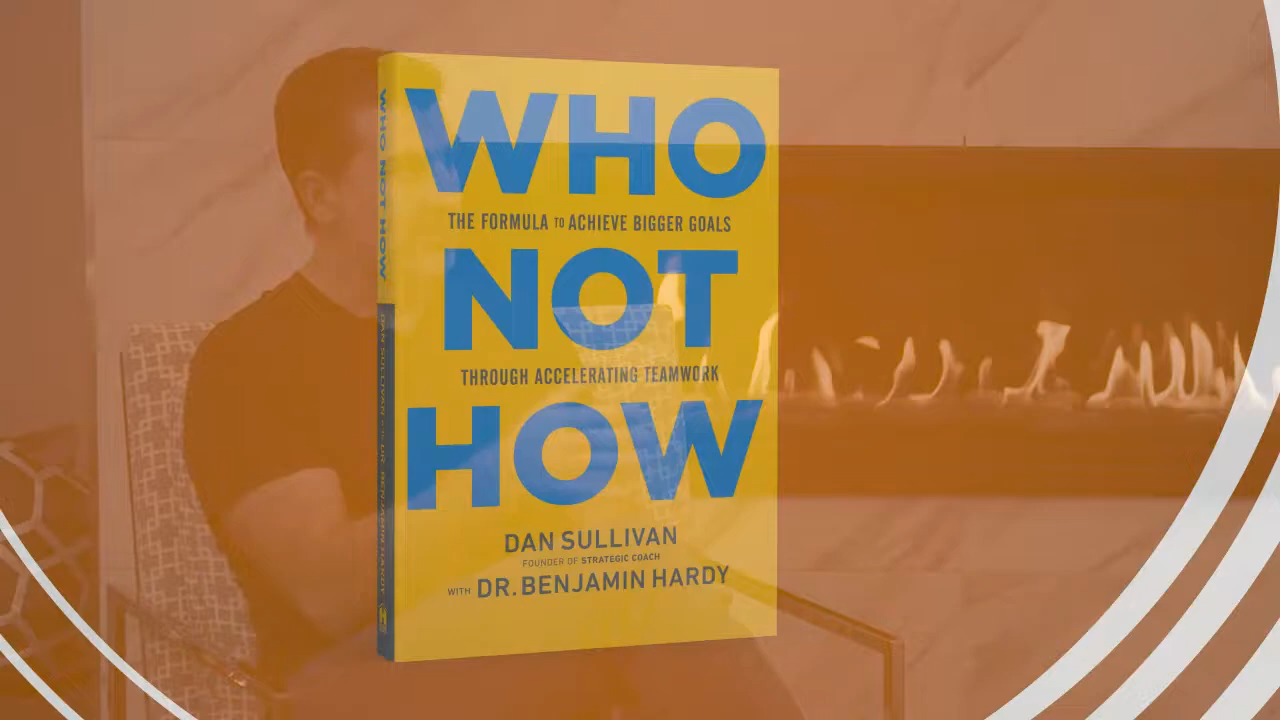 WHO
THE FORMULA TO ACHIEVE BIGGER GOALS
NOT
THROUGH ACCELERATING TEAMWORK
HOW
DAN SULLIVAN
FOUNDER OF STRATEGIC COACH
WITH DR. BENJAMIN HARDY
WHO NOT HOW
DAN SULLIVAN WITH DR. BENJAMIN HARDY